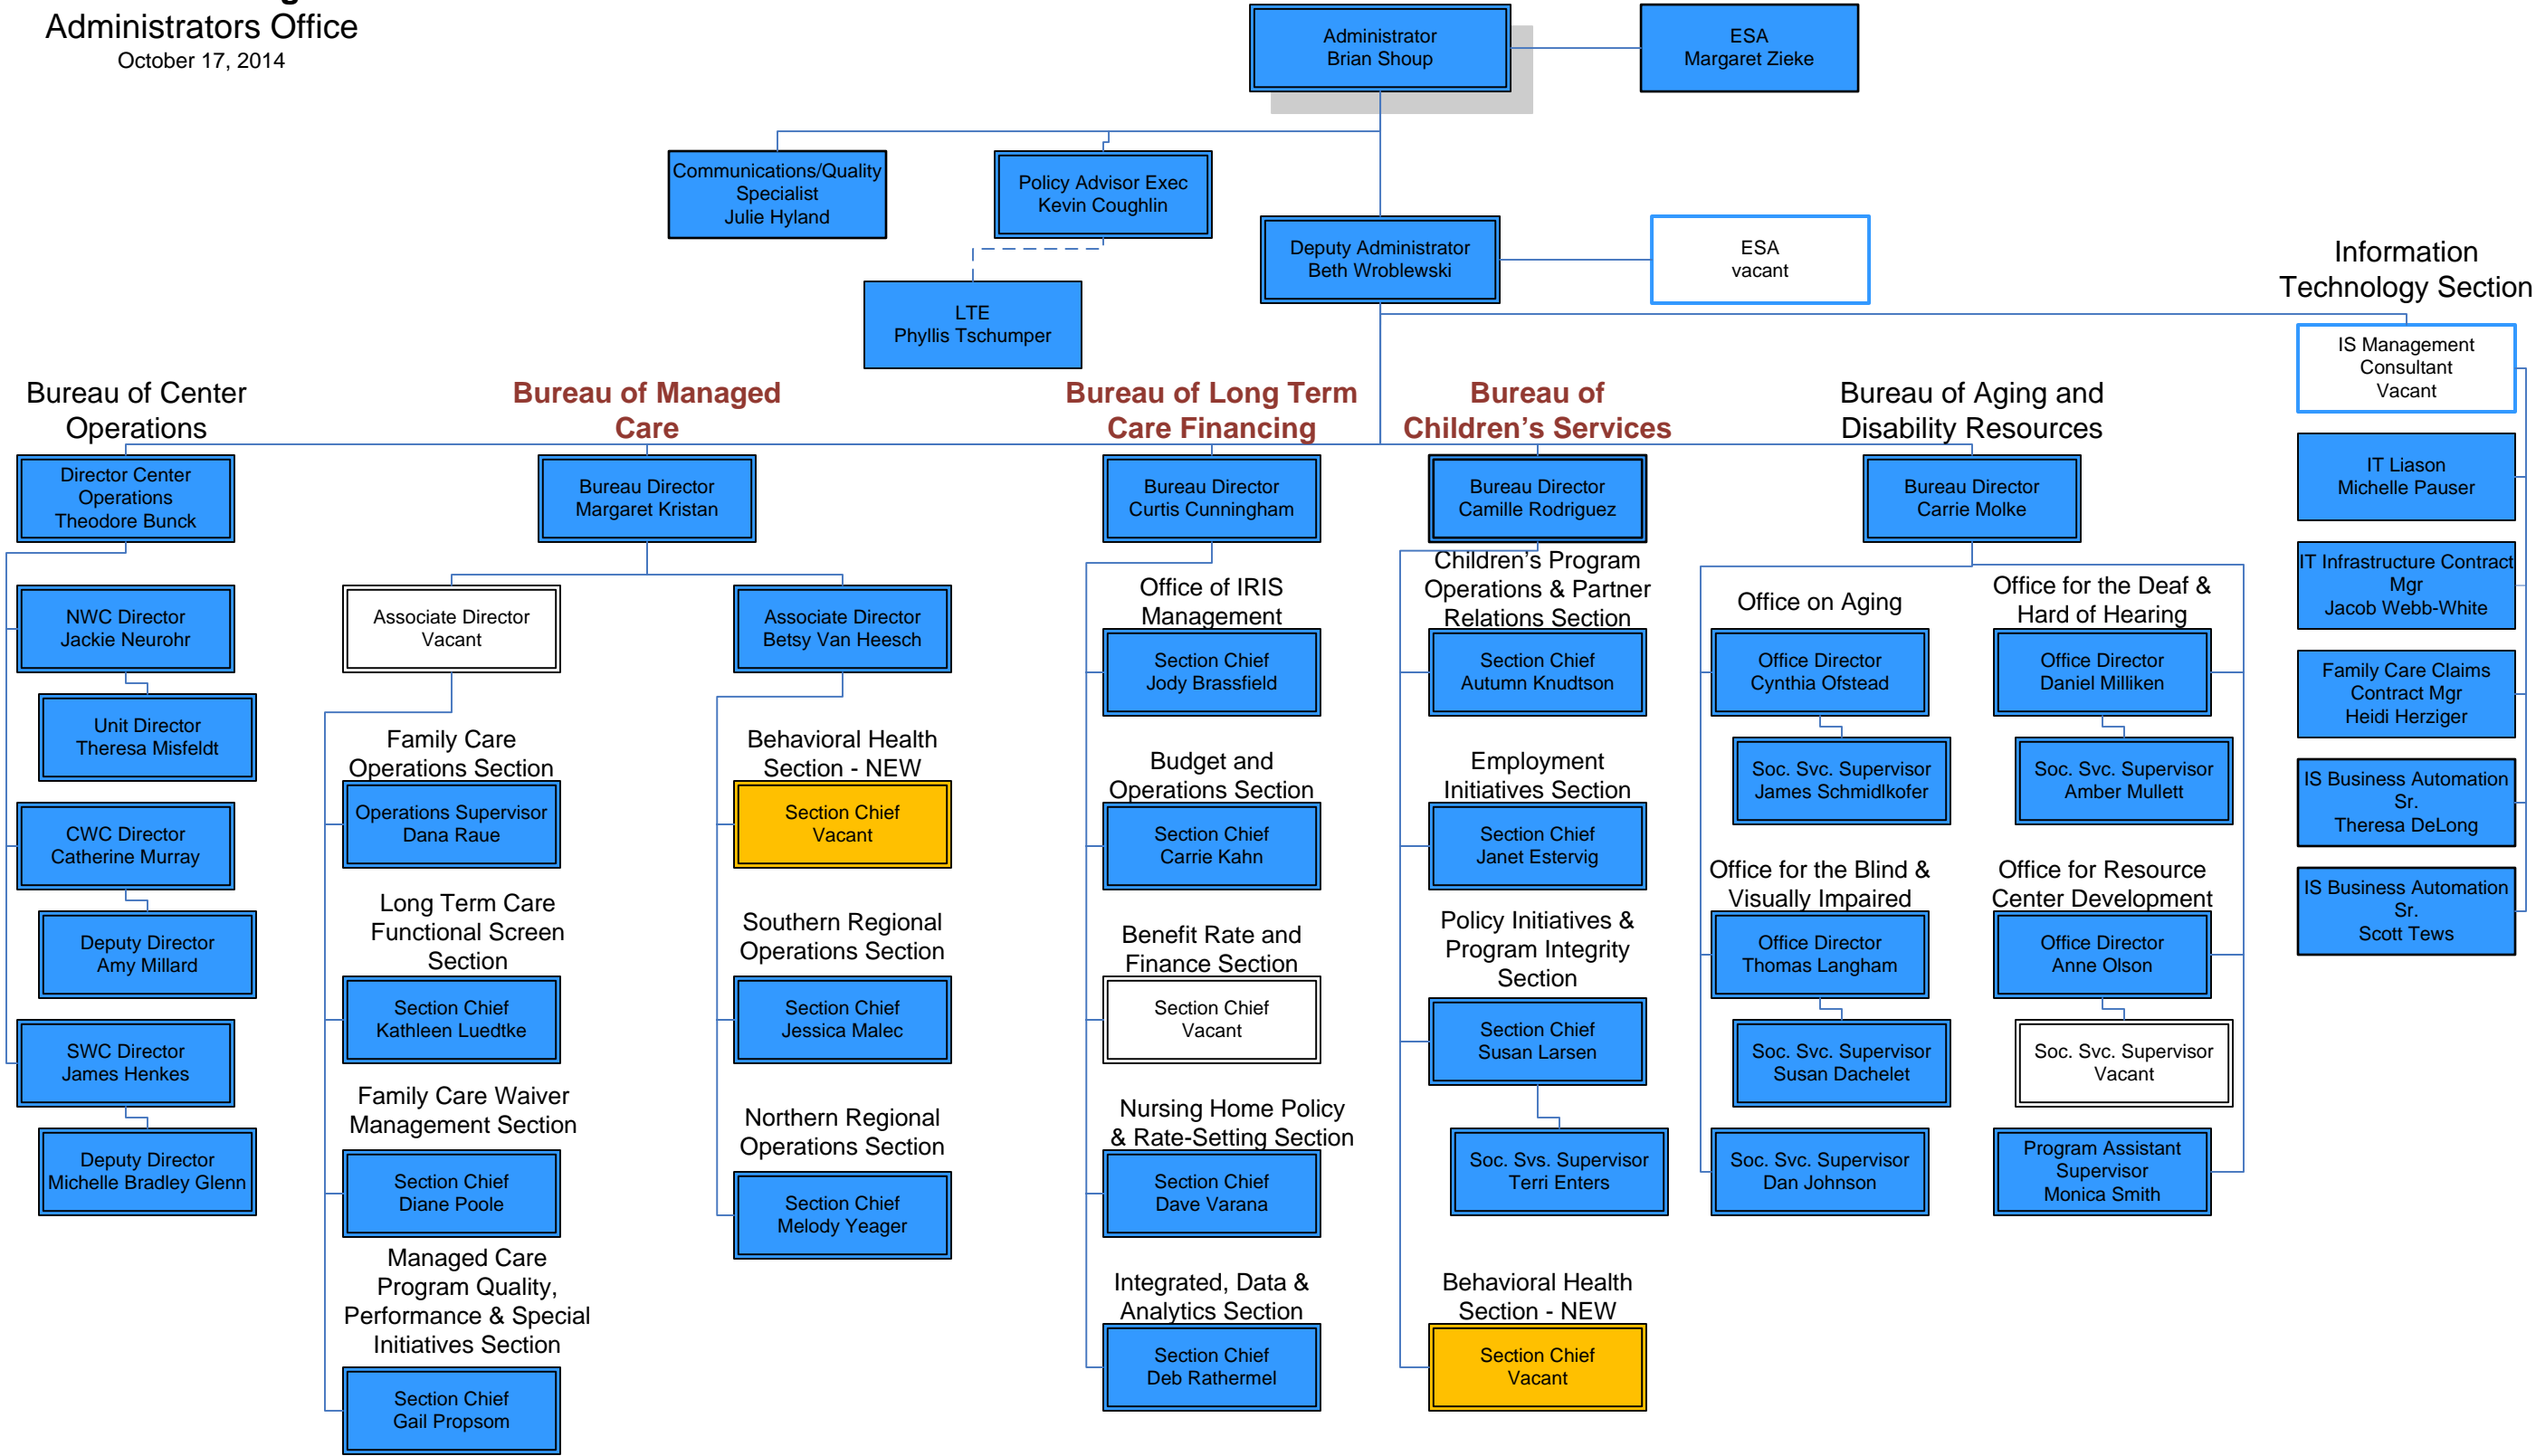 Administrators Office
October 17, 2014
Administrator
Brian Shoup
ESA
Margaret Zieke
Communications/Quality
Specialist
Julie Hyland
Policy Advisor Exec
Kevin Coughlin
Deputy Administrator
Beth Wroblewski
ESA
vacant
LTE
Phyllis Tschumper
Information
Technology Section
IS Management
Consultant
Vacant
IT Liason
Michelle Pauser
IT Infrastructure Contract
Mgr
Jacob Webb-White
Family Care Claims
Contract Mgr
Heidi Herziger
IS Business Automation
Sr.
Theresa DeLong
IS Business Automation
Sr.
Scott Tews
Bureau of Center
Operations
Director Center
Operations
Theodore Bunck
NWC Director
Jackie Neurohr
Unit Director
Theresa Misfeldt
CWC Director
Catherine Murray
Deputy Director
Amy Millard
SWC Director
James Henkes
Deputy Director
Michelle Bradley Glenn
Bureau of Managed
Care
Bureau Director
Margaret Kristan
Associate Director
Vacant
Family Care
Operations Section
Operations Supervisor
Dana Raue
Long Term Care
Functional Screen
Section
Section Chief
Kathleen Luedtke
Family Care Waiver
Management Section
Section Chief
Diane Poole
Managed Care
Program Quality,
Performance & Special
Initiatives Section
Section Chief
Gail Propsom
Associate Director
Betsy Van Heesch
Behavioral Health
Section - NEW
Section Chief
Vacant
Southern Regional
Operations Section
Section Chief
Jessica Malec
Northern Regional
Operations Section
Section Chief
Melody Yeager
Bureau of Long Term
Care Financing
Bureau Director
Curtis Cunningham
Office of IRIS
Management
Section Chief
Jody Brassfield
Budget and
Operations Section
Section Chief
Carrie Kahn
Benefit Rate and
Finance Section
Section Chief
Vacant
Nursing Home Policy
& Rate-Setting Section
Section Chief
Dave Varana
Integrated, Data &
Analytics Section
Section Chief
Deb Rathermel
Bureau of
Children’s Services
Bureau Director
Camille Rodriguez
Children’s Program
Operations & Partner
Relations Section
Section Chief
Autumn Knudtson
Employment
Initiatives Section
Section Chief
Janet Estervig
Policy Initiatives &
Program Integrity
Section
Section Chief
Susan Larsen
Soc. Svs. Supervisor
Terri Enters
Behavioral Health
Section - NEW
Section Chief
Vacant
Bureau of Aging and
Disability Resources
Bureau Director
Carrie Molke
Office on Aging
Office Director
Cynthia Ofstead
Soc. Svc. Supervisor
James Schmidlkofer
Office for the Blind &
Visually Impaired
Office Director
Thomas Langham
Soc. Svc. Supervisor
Susan Dachelet
Soc. Svc. Supervisor
Dan Johnson
Office for the Deaf &
Hard of Hearing
Office Director
Daniel Milliken
Soc. Svc. Supervisor
Amber Mullett
Office for Resource
Center Development
Office Director
Anne Olson
Soc. Svc. Supervisor
Vacant
Program Assistant
Supervisor
Monica Smith